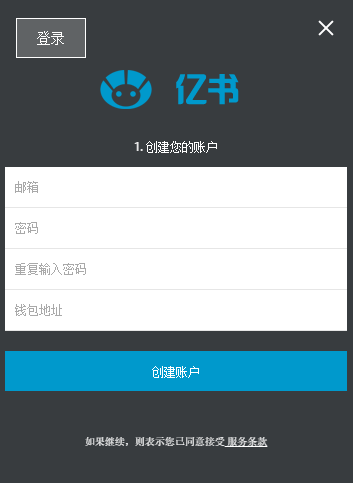 登录
亿书
1. 创建您的账户
邮箱
密码
重复输入密码
钱包地址
创建账户
如果继续，则表示您已同意接受 服务条款